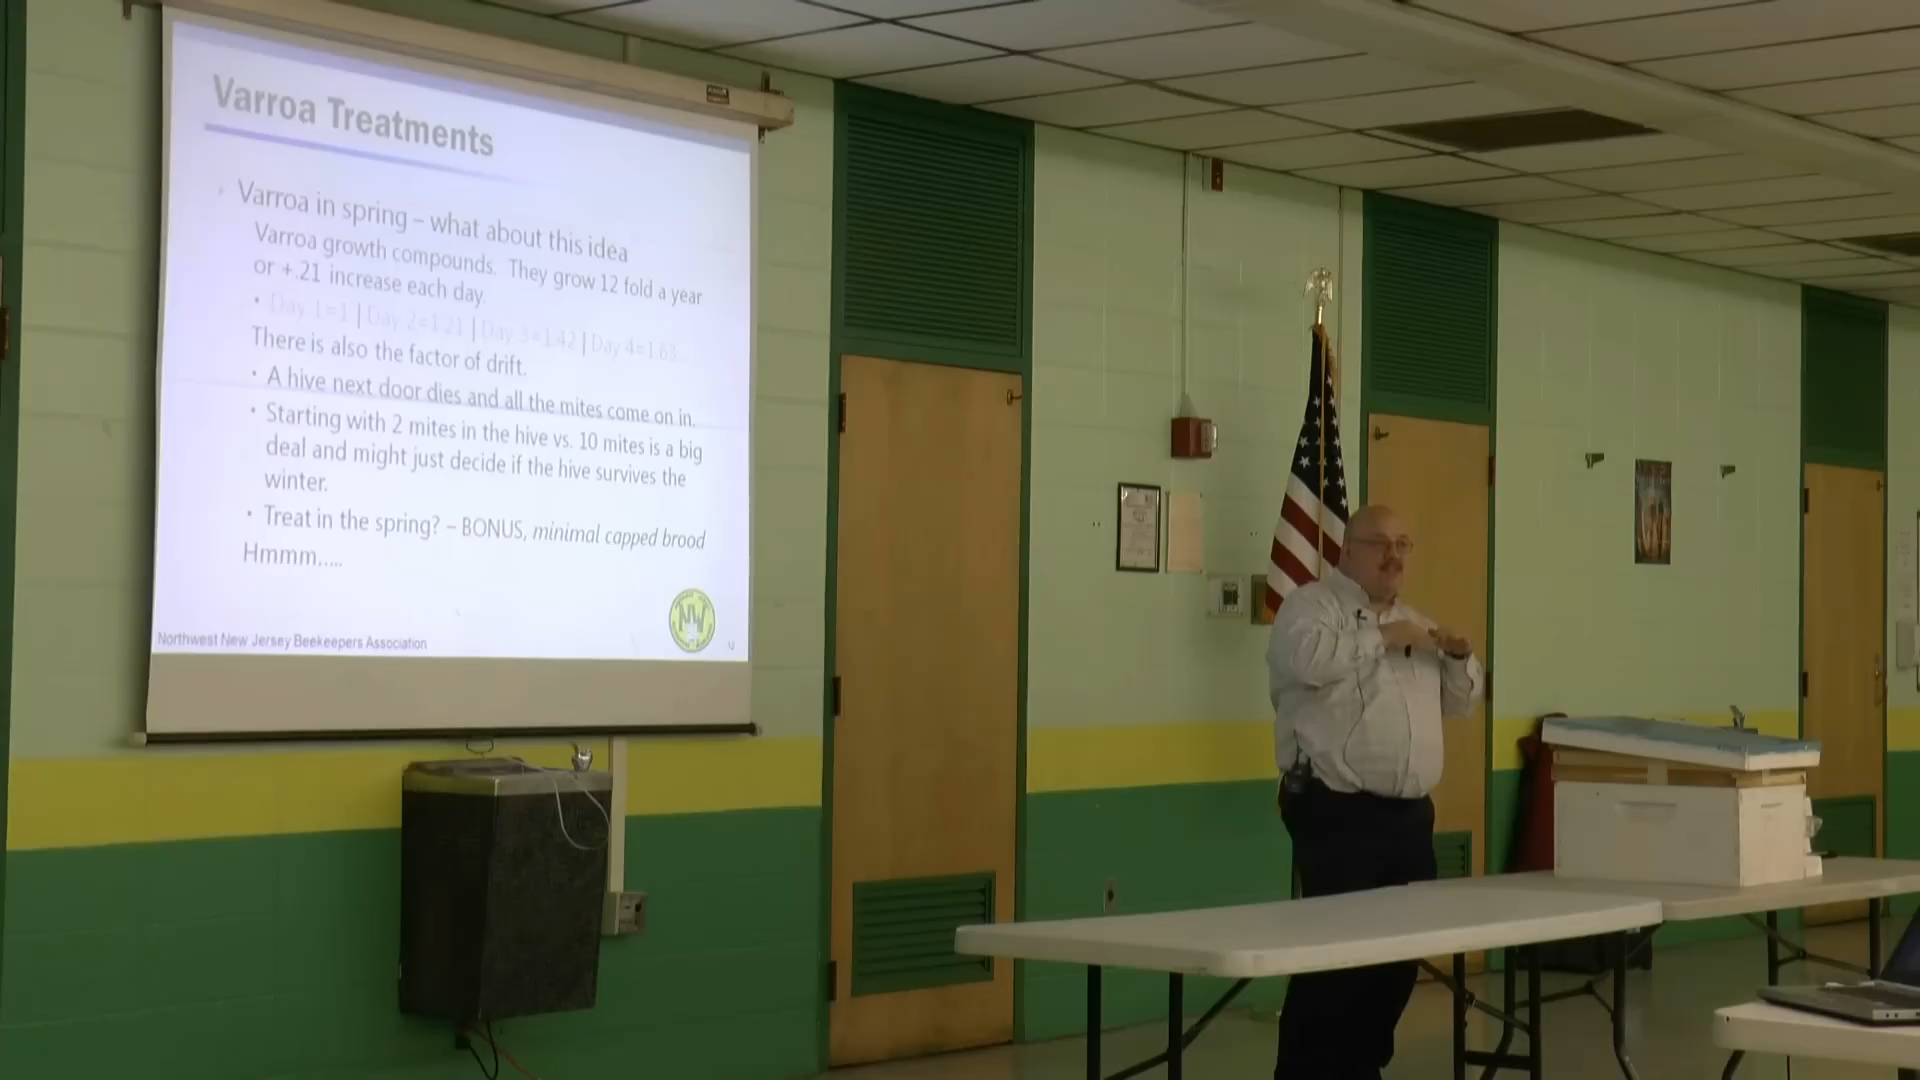 Varroa Treatments
Varroa in spring – what about this idea
Varroa growth compounds. They grow 12 fold a year
or +.21 increase each day.
• Day 1=1 | Day 2=1.21 | Day 3=1.42 | Day 4=1.63...
There is also the factor of drift.
• A hive next door dies and all the mites come on in.
• Starting with 2 mites in the hive vs. 10 mites is a big
deal and might just decide if the hive survives the
winter.
• Treat in the spring? – BONUS, minimal capped brood
Hmmm.....
Northwest New Jersey Beekeepers Association
NW